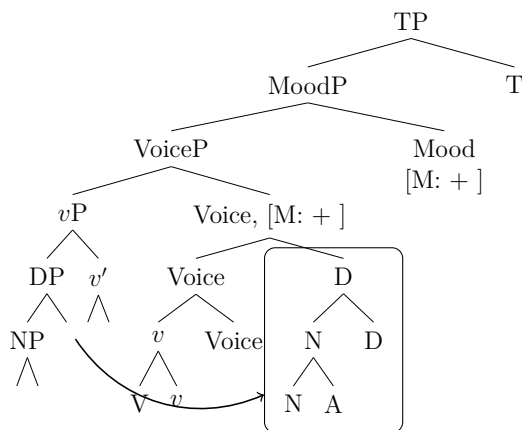 TP
MoodP T
VoiceP Mood
[M: + ]
vP Voice, [M: + ]
DP v′ Voice D
NP v Voice N D
V v N A